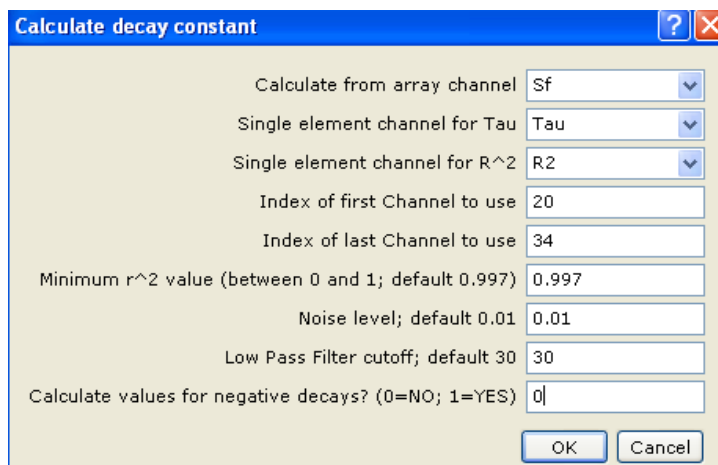 Calculate decay constant
Calculate from array channel Sf
Single element channel for Tau Tau
Single element channel for R^2 R2
Index of first Channel to use 20
Index of last Channel to use 34
Minimum r^2 value (between 0 and 1; default 0.997) 0.997
Noise level; default 0.01 0.01
Low Pass Filter cutoff; default 30 30
Calculate values for negative decays? (0=NO; 1=YES) 0
OK Cancel